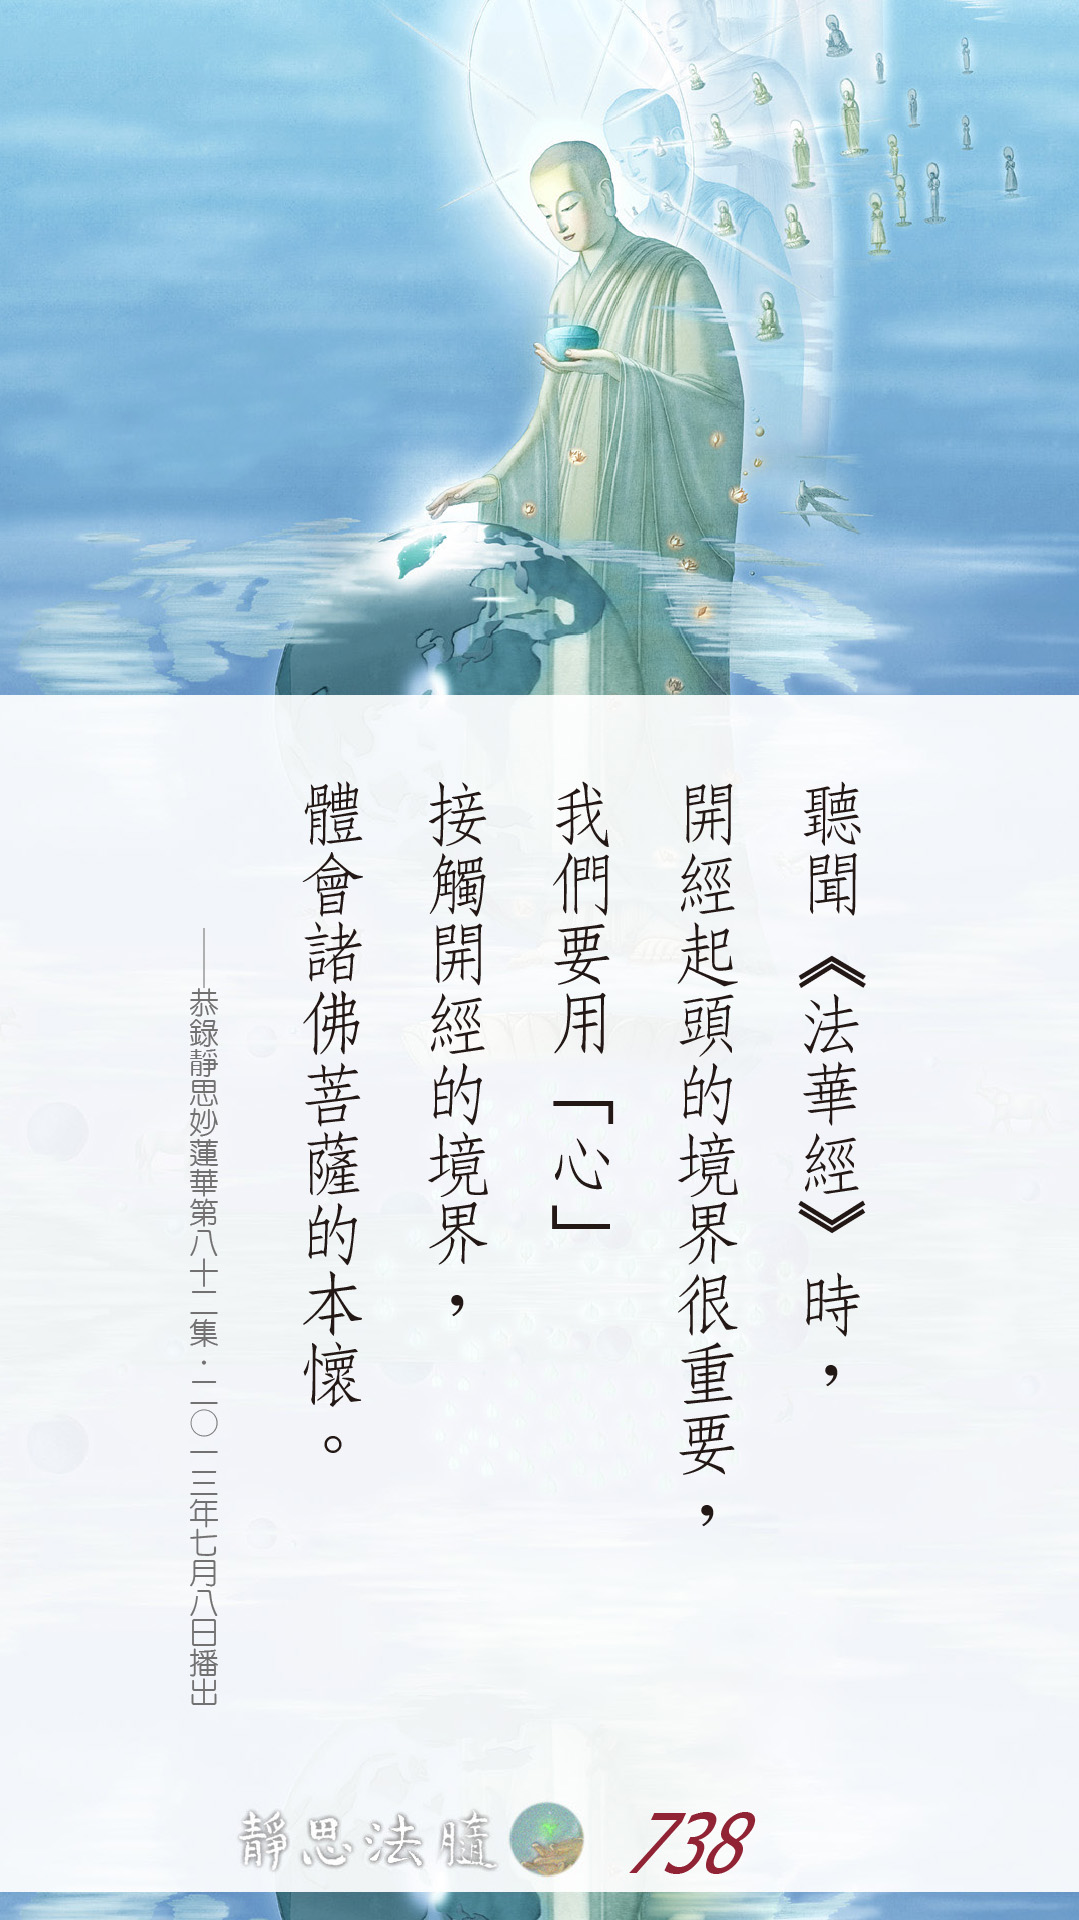 聽聞《法華經》時，
開經起頭的境界很重要，
我們要用「心」
接觸開經的境界，
體會諸佛菩薩的本懷。
——恭錄靜思妙蓮華第八十二集．二〇一三年七月八日播出
靜思法髓
738